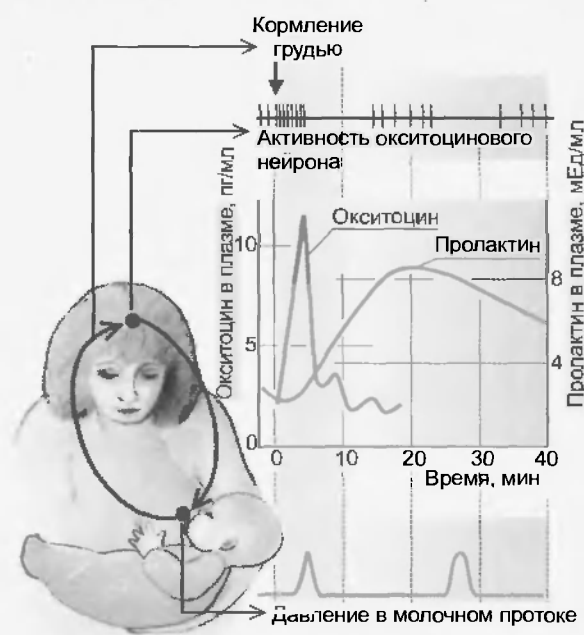 Кормление
грудью
Активность окситоцинового
нейрона
Окситоцин в плазме, пг/мл
Пролактин в плазме, мЕд/мл
Окситоцин
Пролактин
10
5
0
8
4
0 10 20 30 40
Время, мин
Давление в молочном протоке